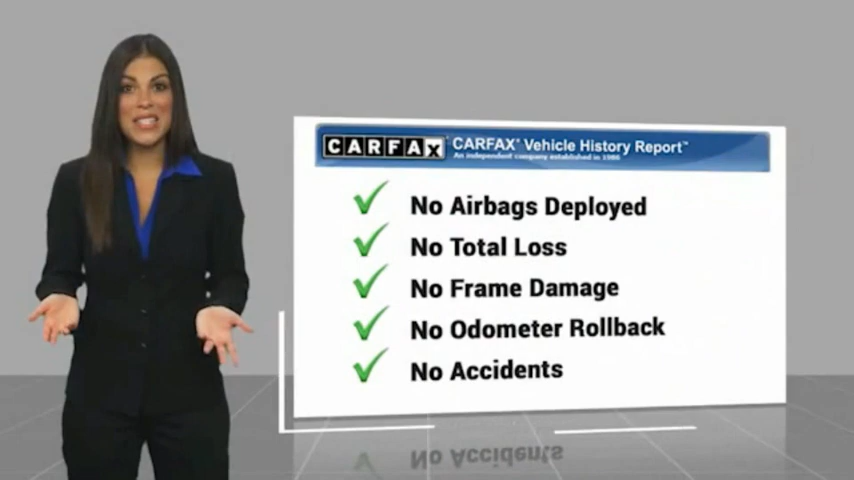 CARFAX CARFAX® Vehicle History Report™
An independent company established in 1986
No Airbags Deployed
No Total Loss
No Frame Damage
No Odometer Rollback
No Accidents
No Accidents